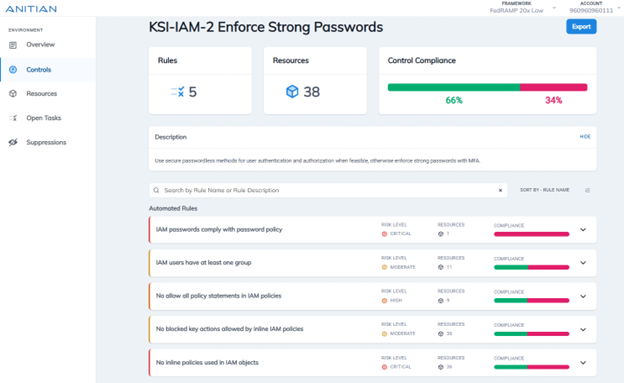 ANITIAN
FRAMEWORK
FedRAMP 20x Low
ACCOUNT
960960960111
ENVIRONMENT
Overview
Controls
Resources
Open Tasks
Suppressions
KSI-IAM-2 Enforce Strong Passwords
Export
Rules
5
Resources
38
Control Compliance
66%
34%
Description
HIDE
Use secure passwordless methods for user authentication and authorization when feasible, otherwise enforce strong passwords with MFA.
Search by Rule Name or Rule Description
SORT BY - RULE NAME
Automated Rules
IAM passwords comply with password policy
RISK LEVEL
CRITICAL
RESOURCES
1
COMPLIANCE
IAM users have at least one group
RISK LEVEL
MODERATE
RESOURCES
11
COMPLIANCE
No allow all policy statements in IAM policies
RISK LEVEL
HIGH
RESOURCES
9
COMPLIANCE
No blocked key actions allowed by inline IAM policies
RISK LEVEL
MODERATE
RESOURCES
36
COMPLIANCE
No inline policies used in IAM objects
RISK LEVEL
CRITICAL
RESOURCES
36
COMPLIANCE